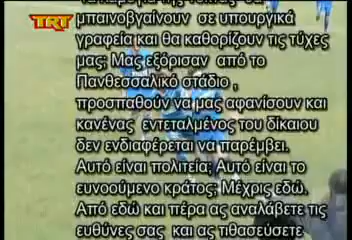 TRT
μπαινοβγαίνουν σε υπουργικά
γραφεία και θα καθορίζουν τις τύχες
μας; Μας εξόρισαν από το
Πανθεσσαλικό στάδιο ,
προσπαθούν να μας αφανίσουν και
κανένας εντεταλμένος του δίκαιου
δεν ενδιαφέρεται να παρέμβει.
Αυτό είναι πολιτεία; Αυτό είναι το
ευνοούμενο κράτος; Μέχρις εδώ.
Από εδώ και πέρα ας αναλάβετε τις
ευθύνες σας και ας τιθασεύσετε